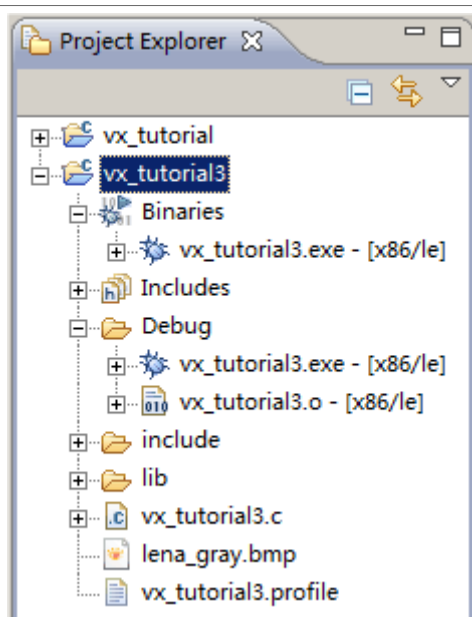 Project Explorer
vx_tutorial
vx_tutorial3
Binaries
vx_tutorial3.exe - [x86/le]
Includes
Debug
vx_tutorial3.exe - [x86/le]
vx_tutorial3.o - [x86/le]
include
lib
vx_tutorial3.c
lena_gray.bmp
vx_tutorial3.profile